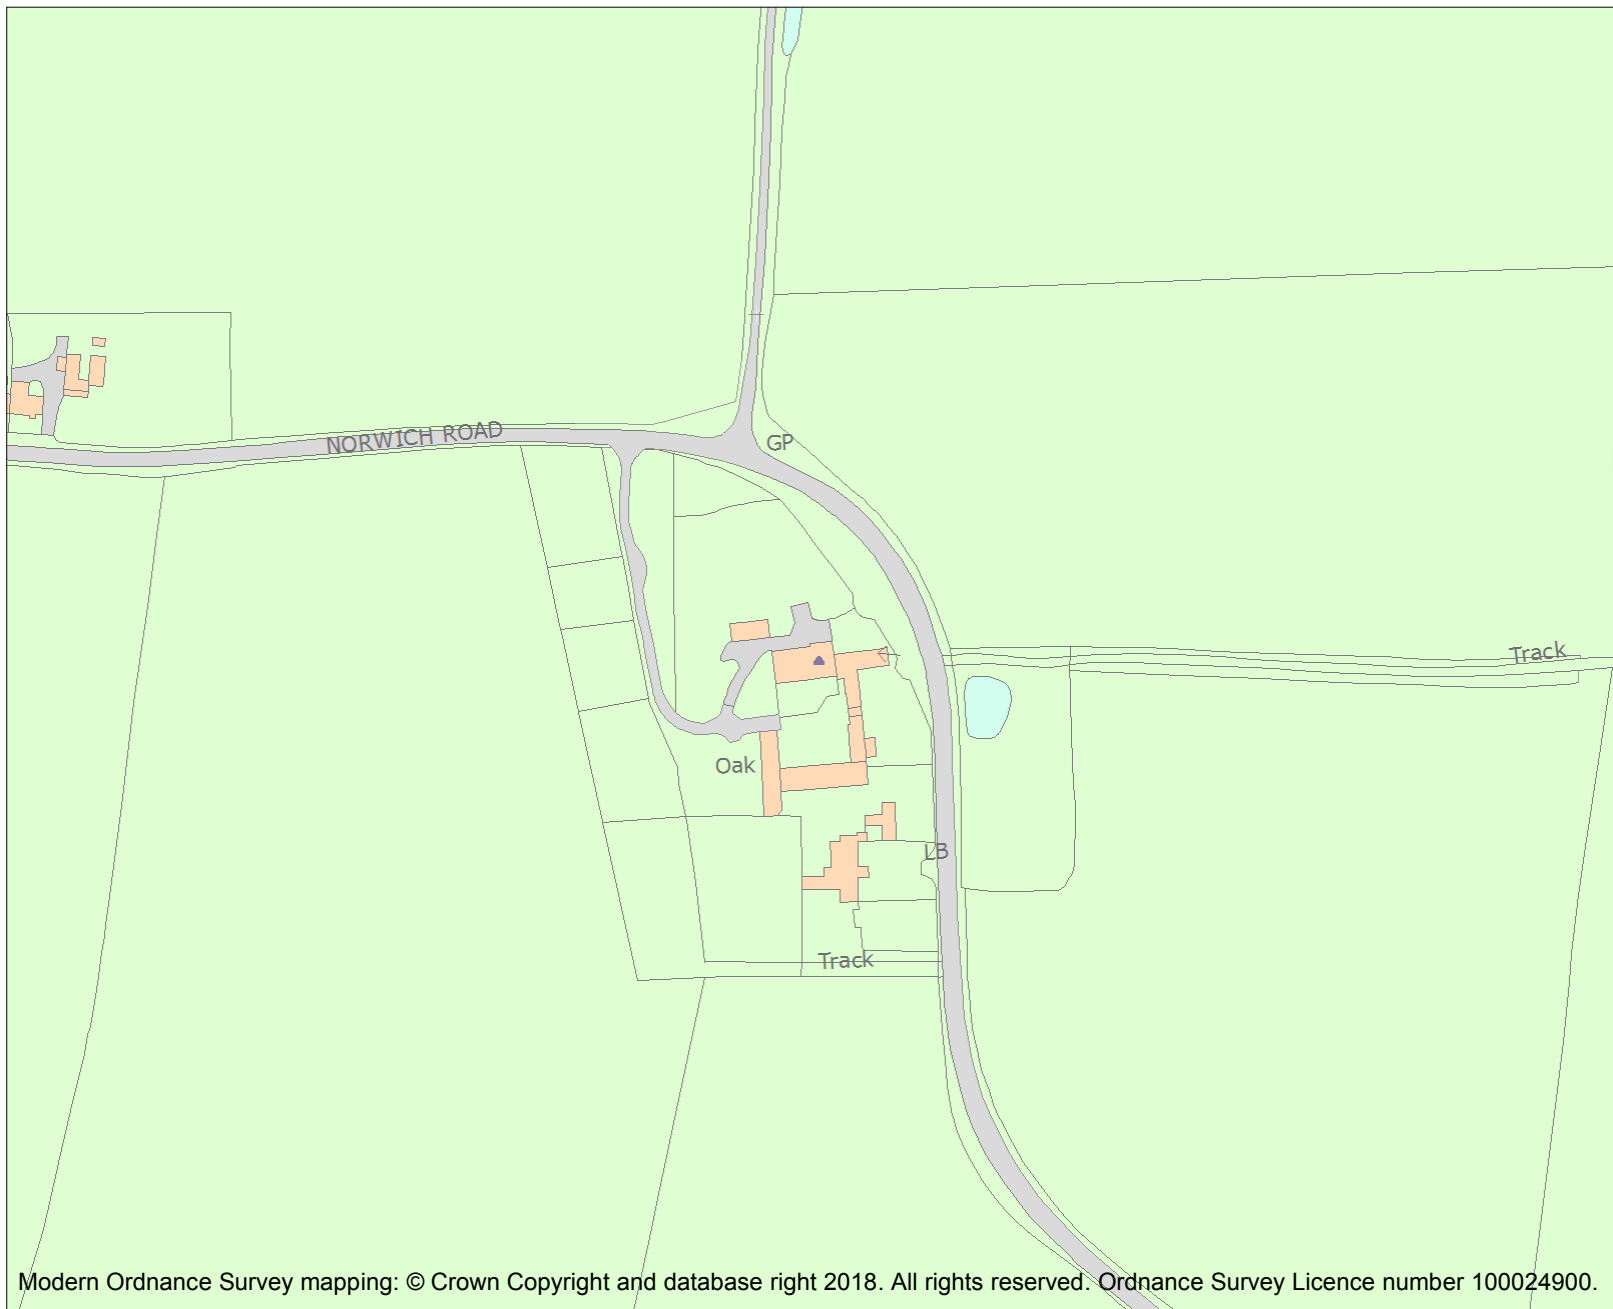 NORWICH ROAD
GP
Track
Oak
LB
Track
Modern Ordnance Survey mapping: © Crown Copyright and database right 2018. All rights reserved. Ordnance Survey Licence number 100024900.